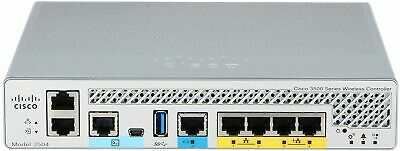 CISCO
Cisco 3500 Series Wireless Controller
Model 3504